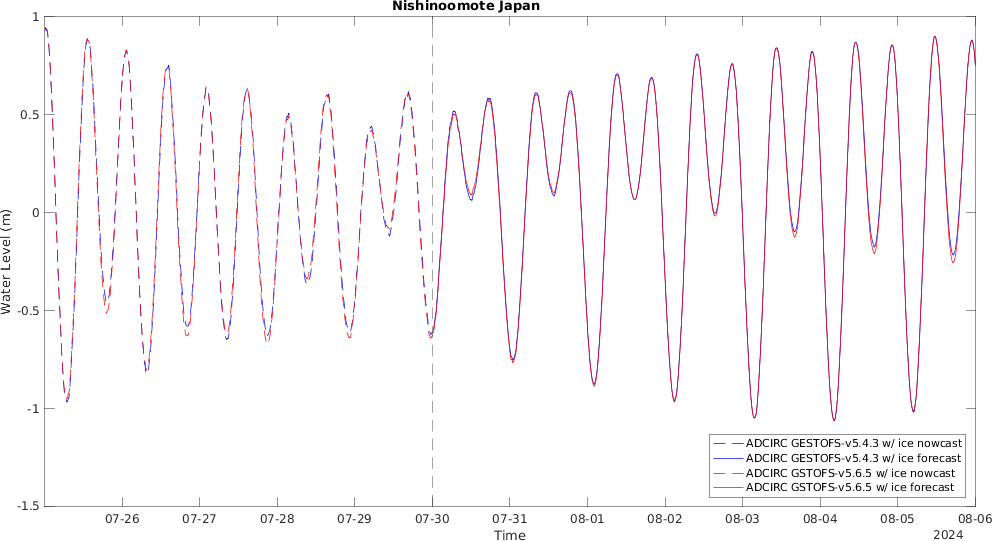 Nishinoomote Japan
1
0.5
0
-0.5
-1
-1.5
Water Level (m)
ADCIRC GESTOFS-v5.4.3 w/ ice nowcast
ADCIRC GESTOFS-v5.4.3 w/ ice forecast
ADCIRC GSTOFS-v5.6.5 w/ ice nowcast
ADCIRC GSTOFS-v5.6.5 w/ ice forecast
07-26 07-27 07-28 07-29 07-30 07-31 08-01 08-02 08-03 08-04 08-05 08-06
Time
2024